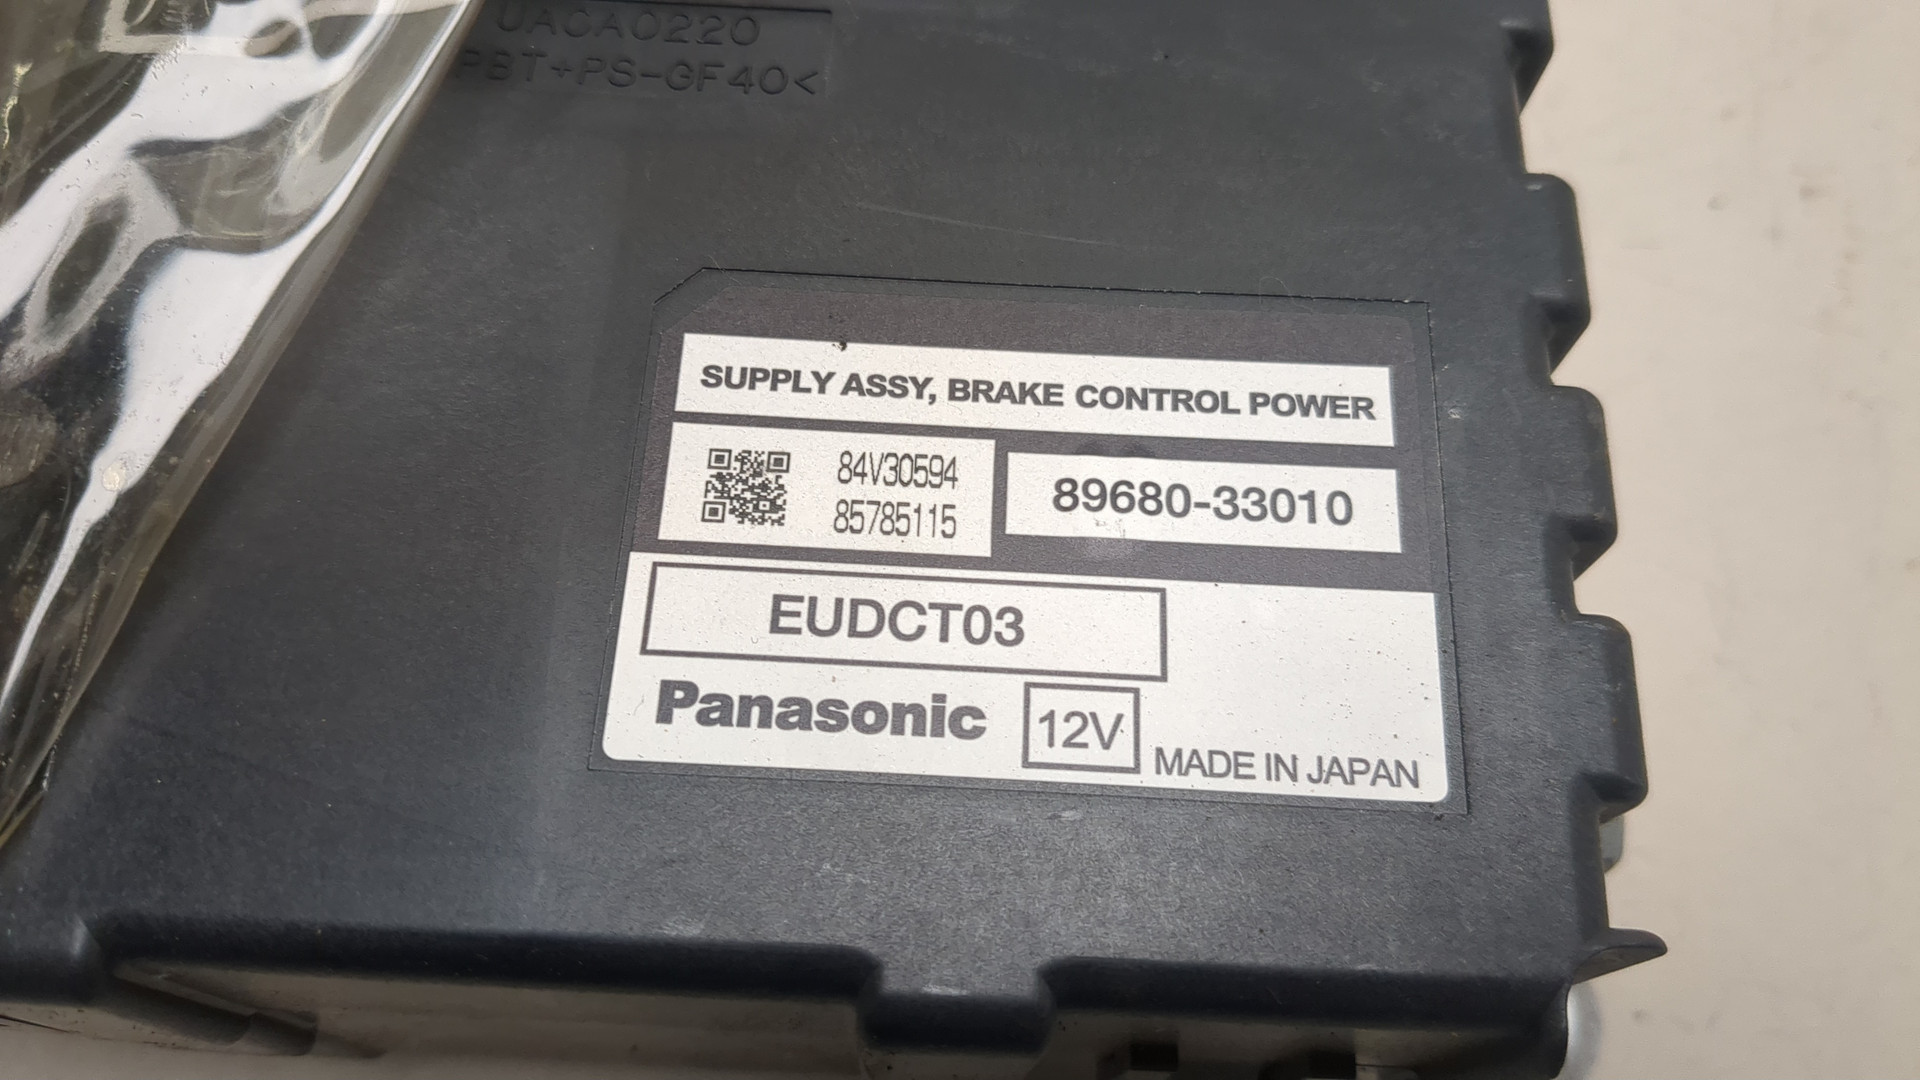 UACA0220
PBT+PS-GF40<
SUPPLY ASSY, BRAKE CONTROL POWER
84V30594
85785115
89680-33010
EUDCT03
Panasonic
12V
MADE IN JAPAN